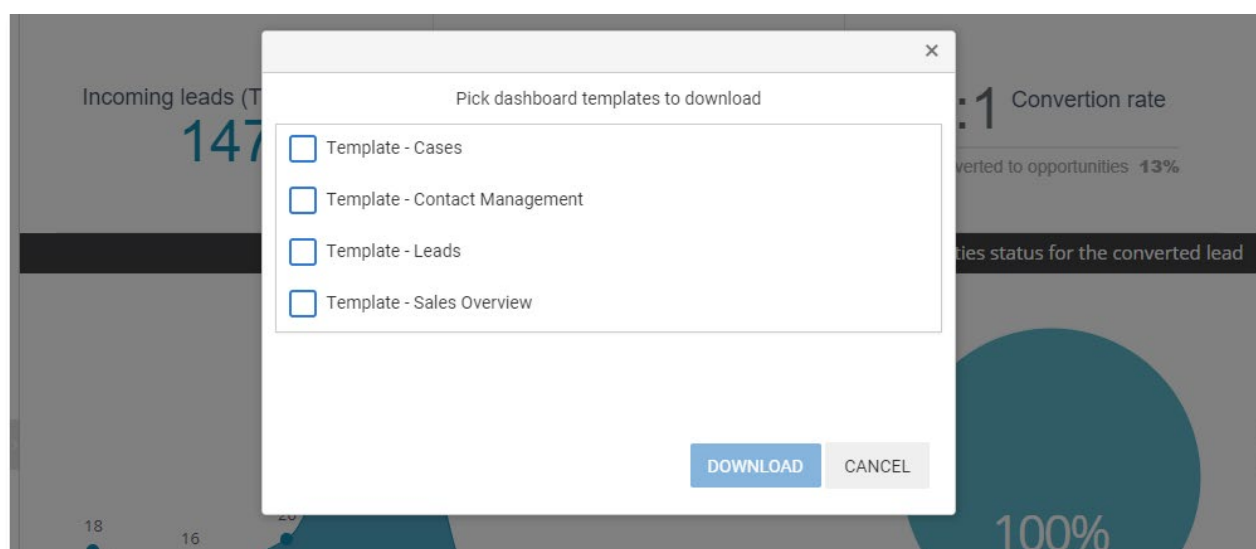 ×
Pick dashboard templates to download
Incoming leads (T
147
:1 Convertion rate
verted to opportunities 13%
Template - Cases
Template - Contact Management
Template - Leads
Template - Sales Overview
ties status for the converted lead
DOWNLOAD
CANCEL
18
16
100%